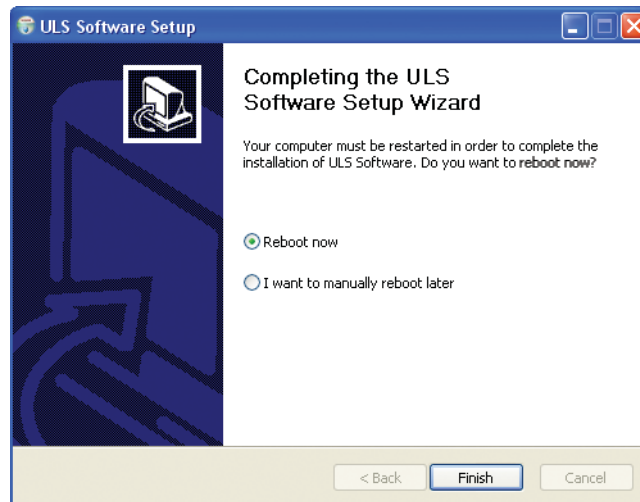 ULS Software Setup
Completing the ULS
Software Setup Wizard
Your computer must be restarted in order to complete the
installation of ULS Software. Do you want to reboot now?
Reboot now
I want to manually reboot later
< Back
Finish
Cancel